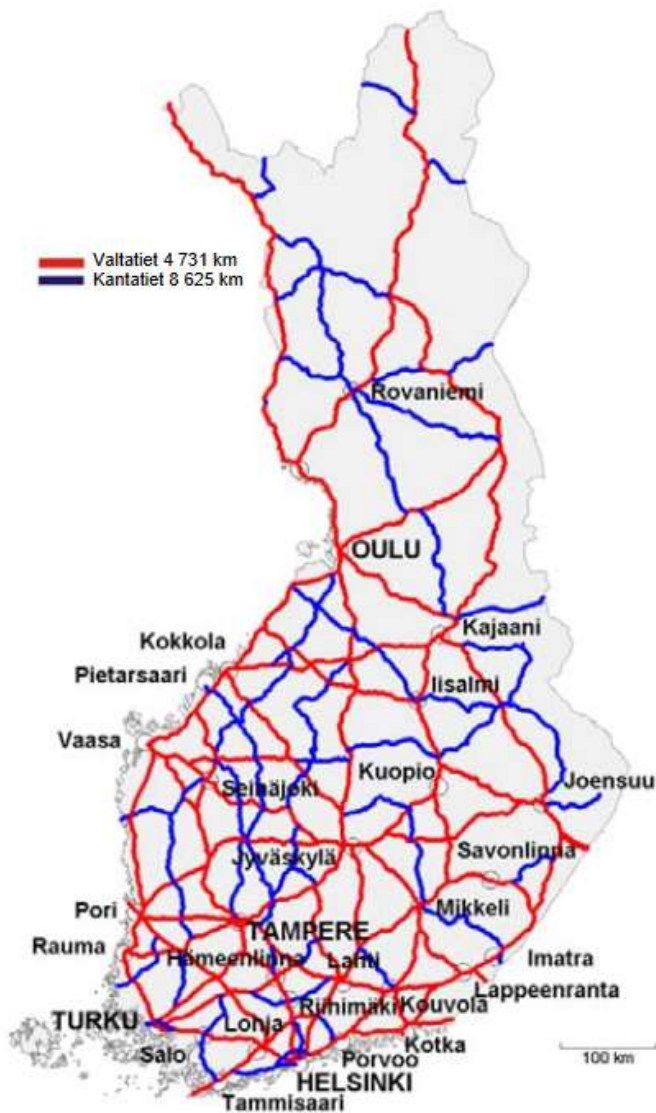 Valtatiet 4 731 km
Kantatiet 8 625 km
Rovaniemi
OULU
Kajaani
Kokkola
Pietarsaari
Iisalmi
Vaasa
Kuopio
Joensuu
Seinäjoki
Jyväskylä
Savonlinna
Pori
Mikkeli
TAMPERE
Rauma
Hämeenlinna
Lahti
Imatra
Lappeenranta
Riihimäki
Kouvola
TURKU
Lohja
Kotka
Salo
Porvoo
100 km
HELSINKI
Tammisaari